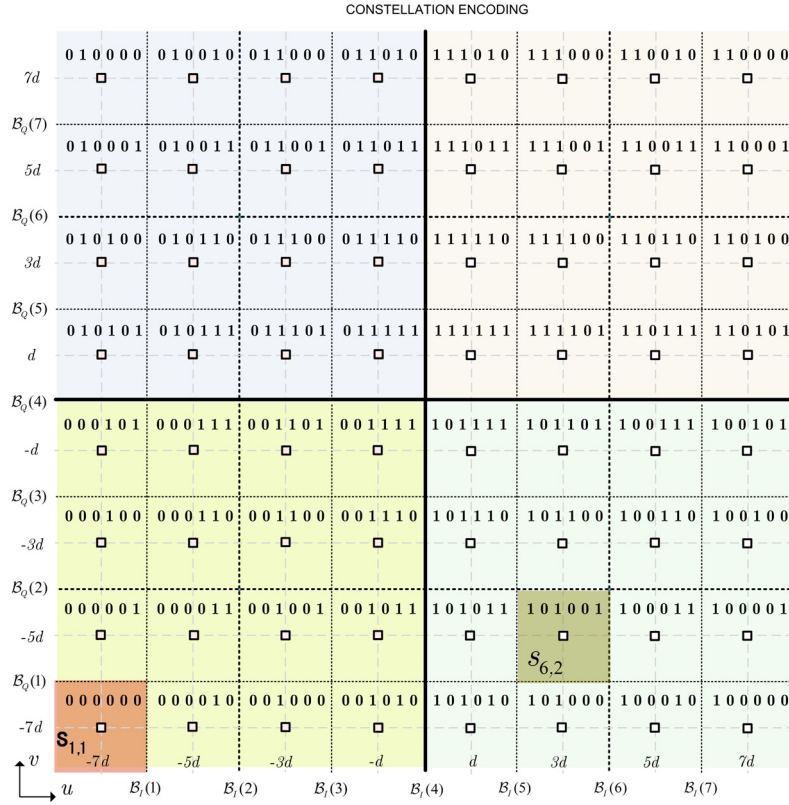 CONSTELLATION ENCODING
0 1 0 0 0 0 0 1 0 0 1 0 0 1 1 0 0 0 0 1 1 0 1 0 1 1 1 0 1 0 1 1 1 0 0 0 1 1 0 0 1 0 1 1 0 0 0 0
7d
B_Q(7)
0 1 0 0 0 1 0 1 0 0 1 1 0 1 1 0 0 1 0 1 1 0 1 1 1 1 1 0 1 1 1 1 1 0 0 1 1 1 0 0 1 1 1 1 0 0 0 1
5d
B_Q(6)
0 1 0 1 0 0 0 1 0 1 1 0 0 1 1 1 0 0 0 1 1 1 1 0 1 1 1 1 1 0 1 1 1 1 0 0 1 1 0 1 1 0 1 1 0 1 0 0
3d
B_Q(5)
0 1 0 1 0 1 0 1 0 1 1 1 0 1 1 1 0 1 0 1 1 1 1 1 1 1 1 1 1 1 1 1 1 1 0 1 1 1 0 1 1 1 1 1 0 1 0 1
d
B_Q(4)
0 0 0 1 0 1 0 0 0 1 1 1 0 0 1 1 0 1 0 0 1 1 1 1 1 0 1 1 1 1 1 0 1 1 0 1 1 0 0 1 1 1 1 0 0 1 0 1
-d
B_Q(3)
0 0 0 1 0 0 0 0 0 1 1 0 0 0 1 1 0 0 0 0 1 1 1 0 1 0 1 1 1 0 1 0 1 1 0 0 1 0 0 1 1 0 1 0 0 1 0 0
-3d
B_Q(2)
0 0 0 0 0 1 0 0 0 0 1 1 0 0 1 0 0 1 0 0 1 0 1 1 1 0 1 0 1 1 1 0 1 0 0 1 1 0 0 0 1 1 1 0 0 0 0 1
-5d
s_{6,2}
B_Q(1)
0 0 0 0 0 0 0 0 0 0 1 0 0 0 1 0 0 0 0 0 1 0 1 0 1 0 1 0 1 0 1 0 1 0 0 0 1 0 0 0 1 0 1 0 0 0 0 0
-7d
S_{1,1}
v -7d -5d -3d -d d 3d 5d 7d
u B_I(1) B_I(2) B_I(3) B_I(4) B_I(5) B_I(6) B_I(7)